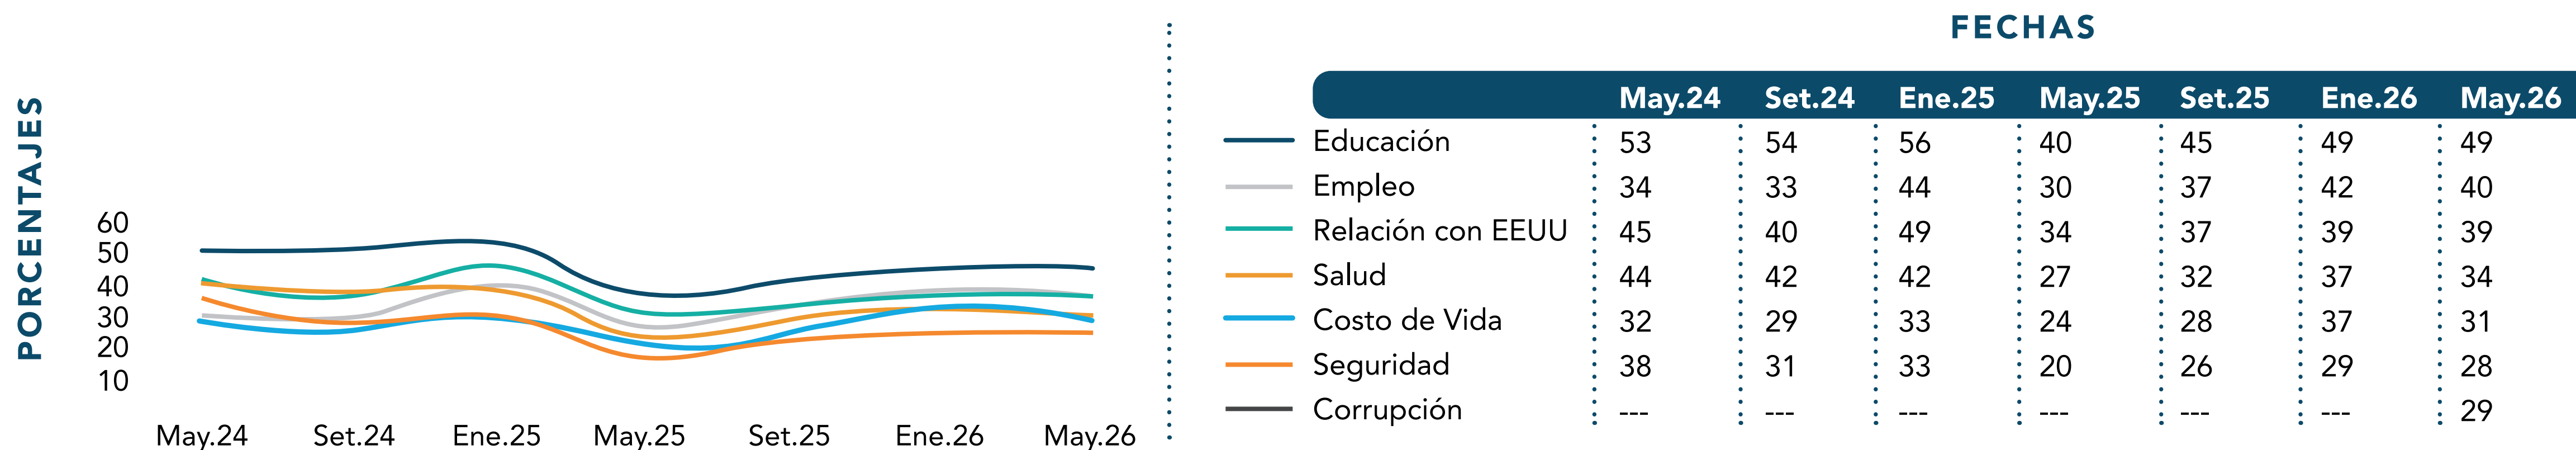 PORCENTAJES
60
50
40
30
20
10
May.24 Set.24 Ene.25 May.25 Set.25 Ene.26 May.26
FECHAS
May.24 Set.24 Ene.25 May.25 Set.25 Ene.26 May.26
Educación 53 54 56 40 45 49 49
Empleo 34 33 44 30 37 42 40
Relación con EEUU 45 40 49 34 37 39 39
Salud 44 42 42 27 32 37 34
Costo de Vida 32 29 33 24 28 37 31
Seguridad 38 31 33 20 26 29 28
Corrupción --- --- --- --- --- --- 29